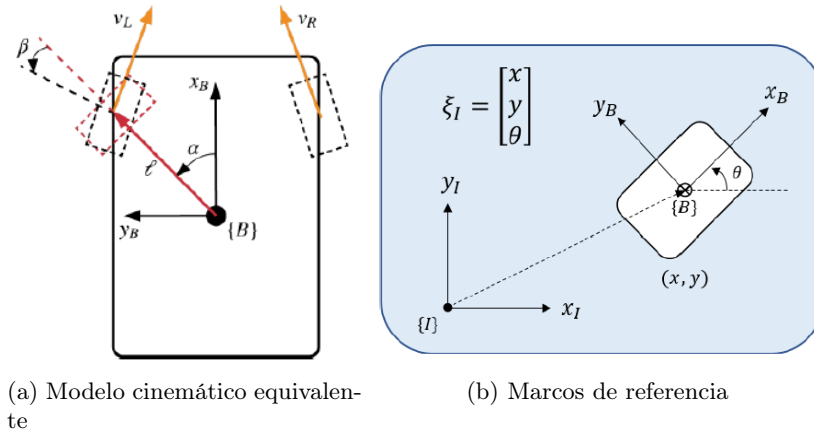 v_L
v_R
β
x_B
α
ℓ
y_B
{B}
(a) Modelo cinemático equivalen-
te
ξ_I = [x y θ]
y_B
x_B
θ
{B}
y_I
(x, y)
{I}
x_I
(b) Marcos de referencia